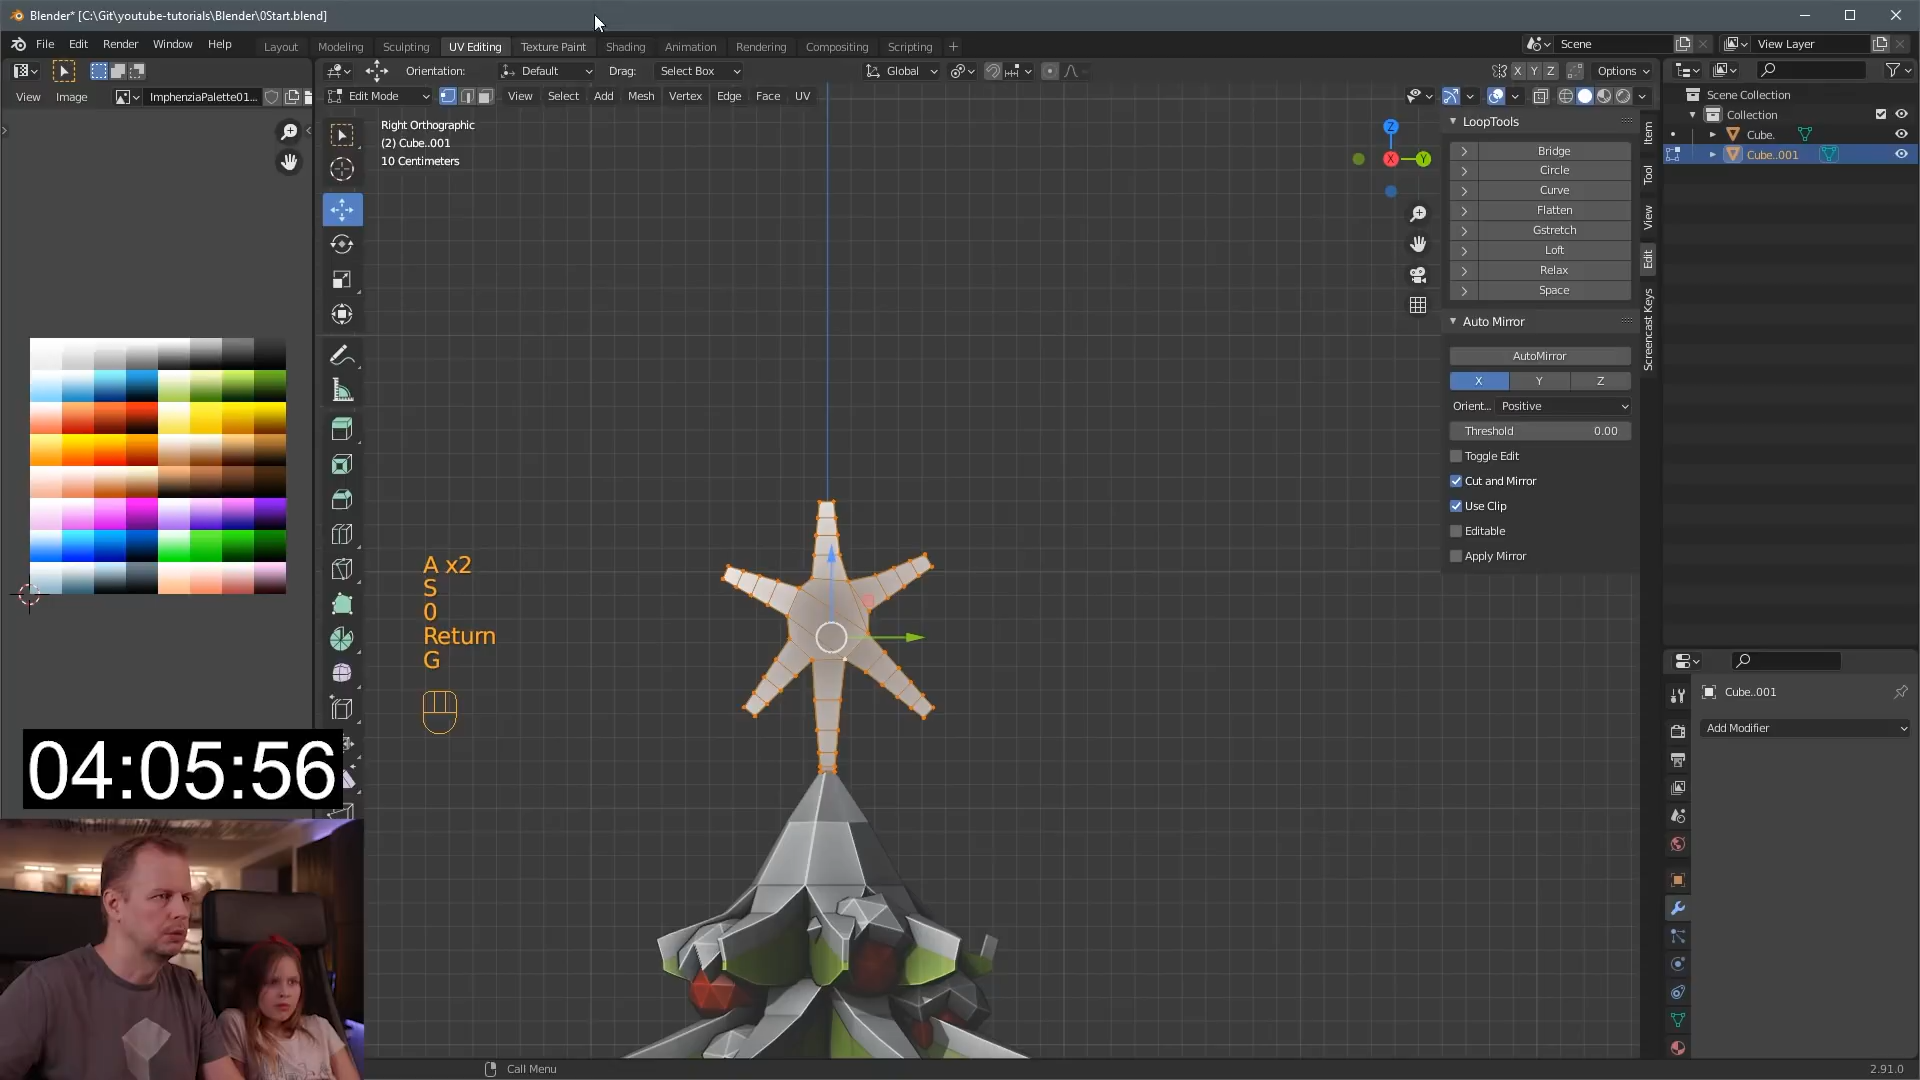 Blender* [C:\Git\youtube-tutorials\Blender\0Start.blend]
File Edit Render Window Help
Layout Modeling Sculpting UV Editing Texture Paint Shading Animation Rendering Compositing Scripting
Scene
View Layer
Orientation: Default Drag: Select Box
Global
X Y Z Options
View Image ImphenziaPalette01...
Edit Mode View Select Add Mesh Vertex Edge Face UV
Right Orthographic
(2) Cube..001
10 Centimeters
Z
X
Y
LoopTools
Bridge
Circle
Curve
Flatten
Gstretch
Loft
Relax
Space
Auto Mirror
AutoMirror
X Y Z
Orient... Positive
Threshold 0.00
Toggle Edit
Cut and Mirror
Use Clip
Editable
Apply Mirror
Item
Tool
View
Edit
Screencast Keys
Scene Collection
Collection
Cube.
Cube..001
Cube..001
Add Modifier
A x2
S
0
Return
G
04:05:56
Call Menu
2.91.0